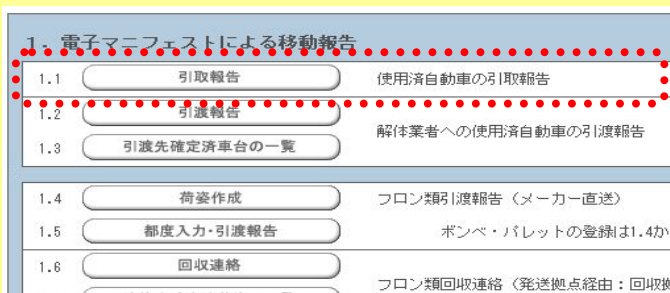 1．電子マニフェストによる移動報告
1.1 引取報告 使用済自動車の引取報告
1.2 引渡報告
解体業者への使用済自動車の引渡報告
1.3 引渡先確定済車台の一覧
1.4 荷姿作成 フロン類引渡報告（メーカー直送）
1.5 都度入力・引渡報告 ボンベ・パレットの登録は1.4か
1.6 回収連絡
フロン類回収連絡（発送拠点経由：回収